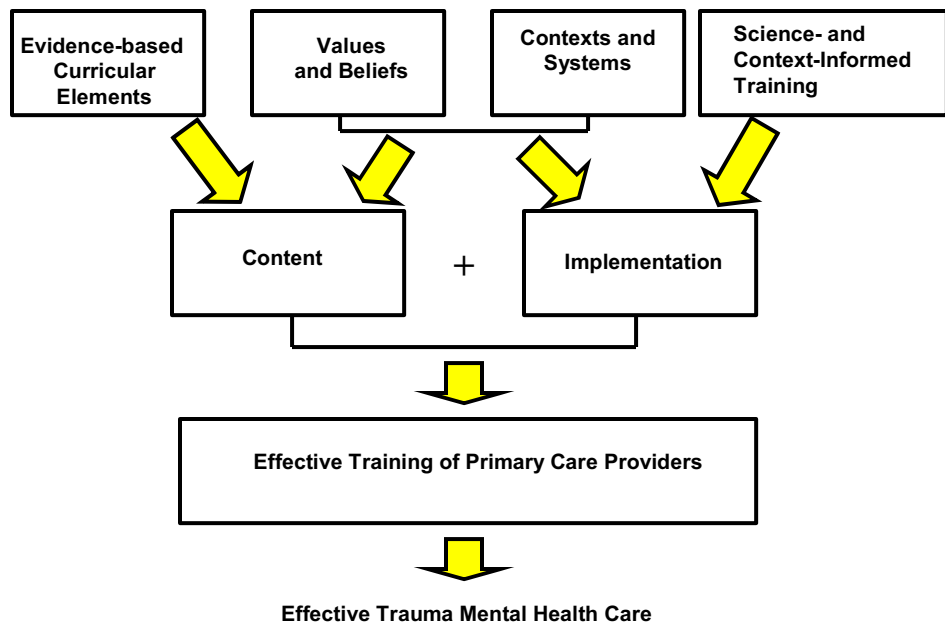 Evidence-based
Curricular
Elements
Values
and Beliefs
Contexts and
Systems
Science- and
Context-Informed
Training
Content
+
Implementation
Effective Training of Primary Care Providers
Effective Trauma Mental Health Care